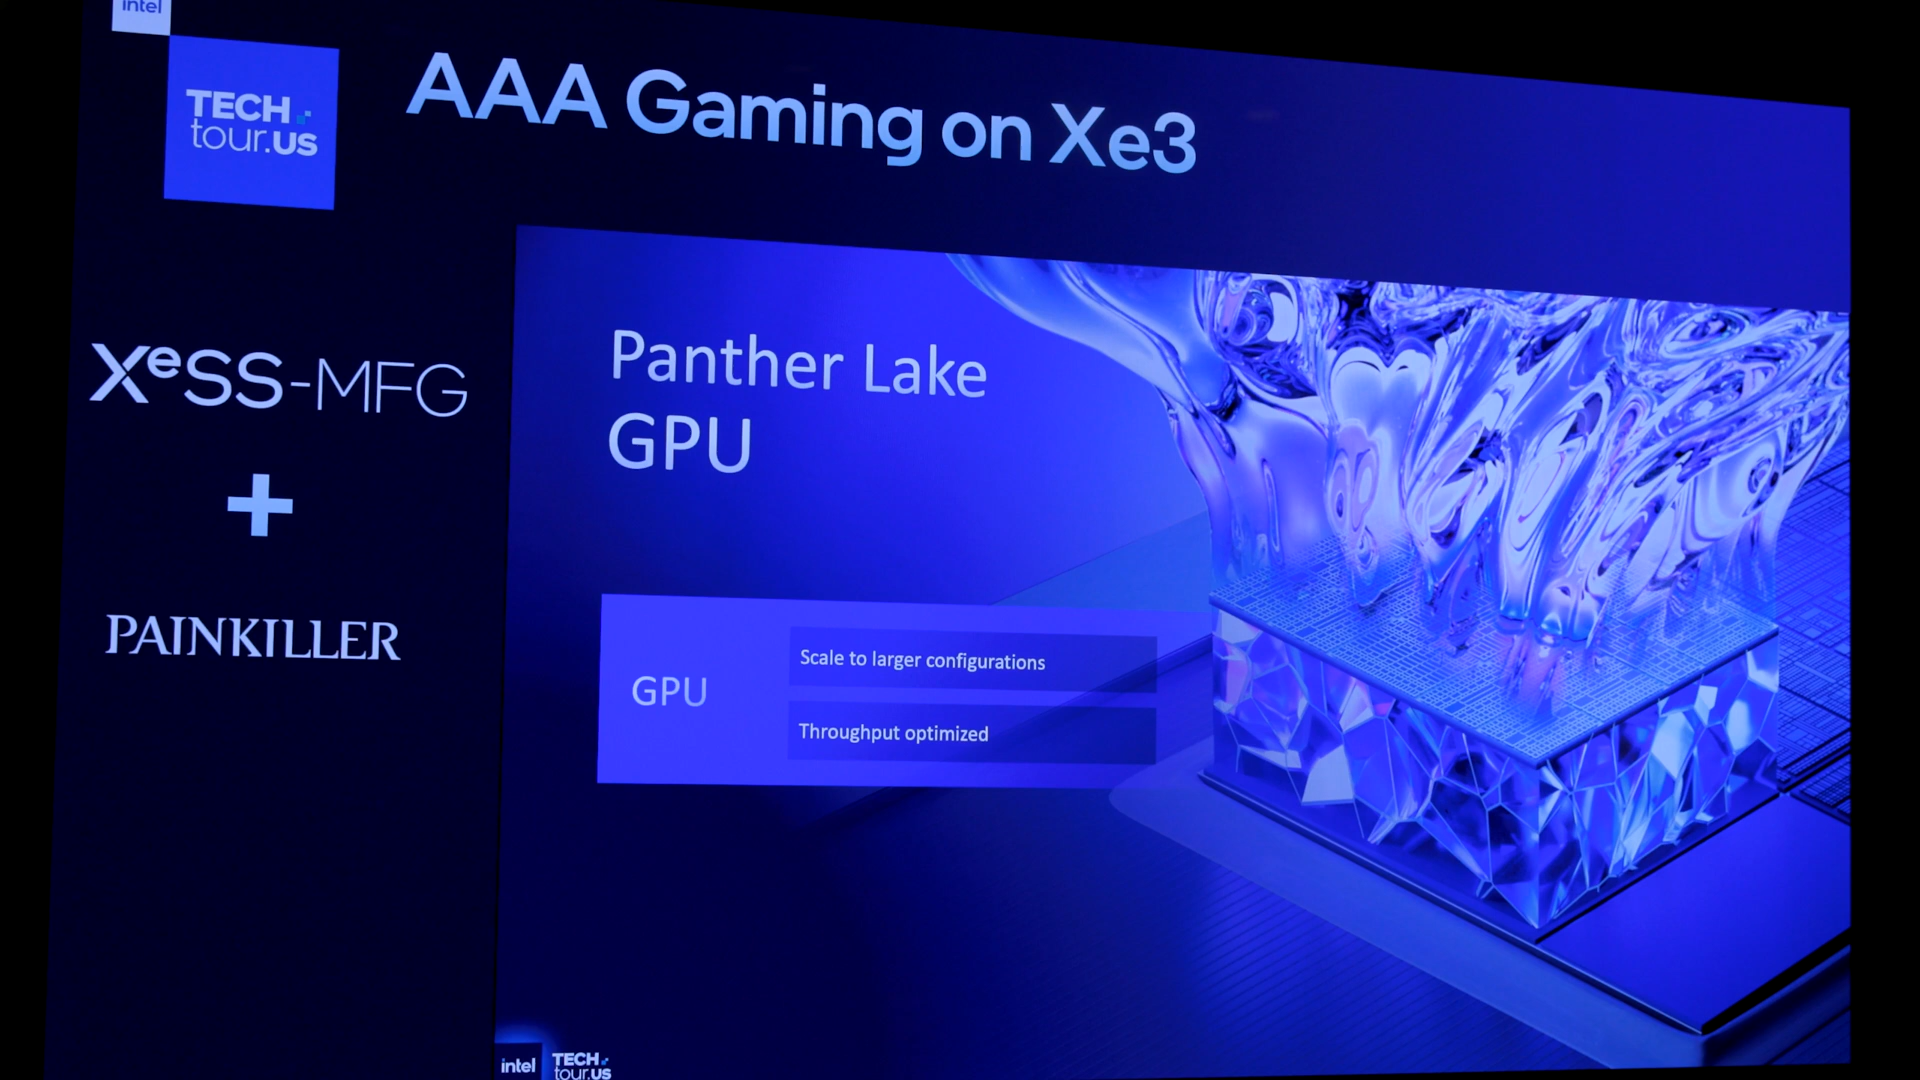 intel
TECH
tour.US
AAA Gaming on Xe3
XeSS-MFG
+
PAINKILLER
Panther Lake
GPU
GPU
Scale to larger configurations
Throughput optimized
intel
TECH
tour.US